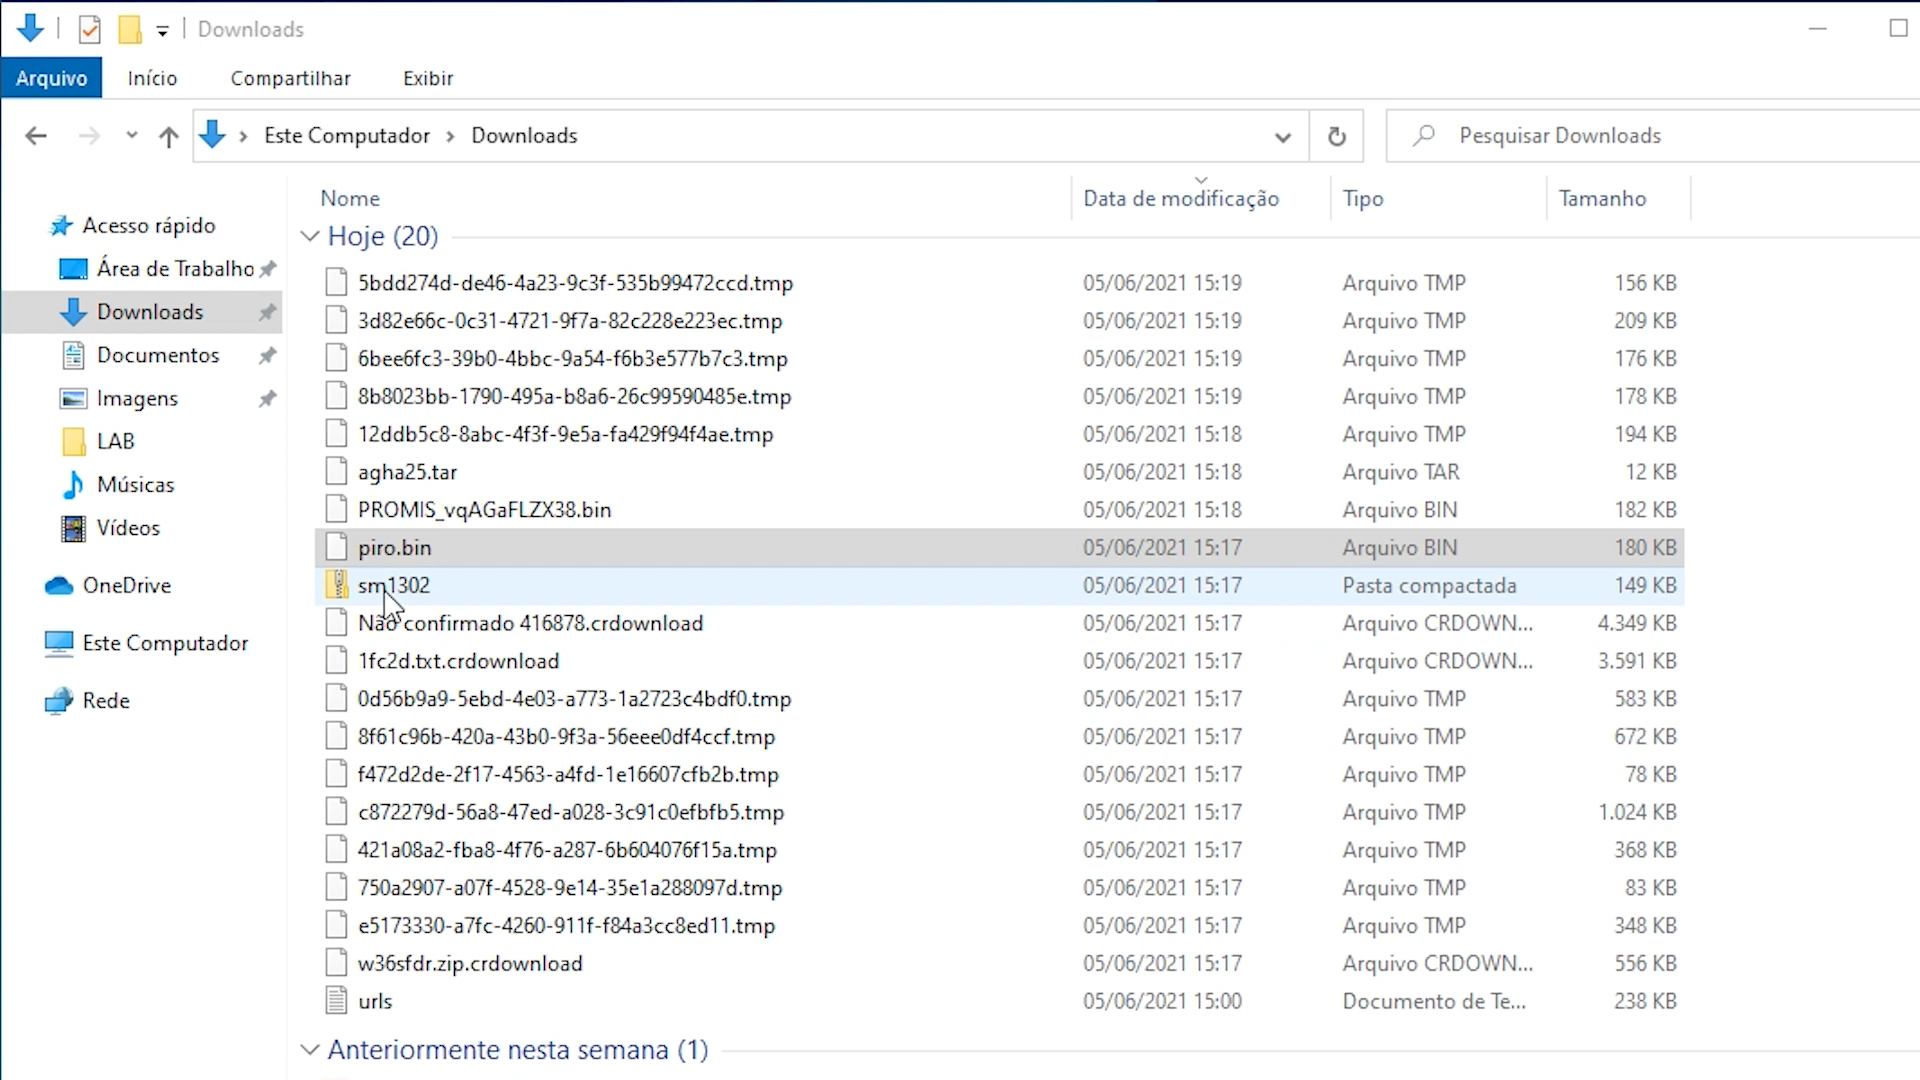 Downloads
Arquivo Início Compartilhar Exibir
Este Computador Downloads
Pesquisar Downloads
Acesso rápido
Área de Trabalho
Downloads
Documentos
Imagens
LAB
Músicas
Vídeos
OneDrive
Este Computador
Rede
Nome Data de modificação Tipo Tamanho
Hoje (20)
5bdd274d-de46-4a23-9c3f-535b99472ccd.tmp 05/06/2021 15:19 Arquivo TMP 156 KB
3d82e66c-0c31-4721-9f7a-82c228e223ec.tmp 05/06/2021 15:19 Arquivo TMP 209 KB
6bee6fc3-39b0-4bbc-9a54-f6b3e577b7c3.tmp 05/06/2021 15:19 Arquivo TMP 176 KB
8b8023bb-1790-495a-b8a6-26c99590485e.tmp 05/06/2021 15:19 Arquivo TMP 178 KB
12ddb5c8-8abc-4f3f-9e5a-fa429f94f4ae.tmp 05/06/2021 15:18 Arquivo TMP 194 KB
agha25.tar 05/06/2021 15:18 Arquivo TAR 12 KB
PROMIS_vqAGaFLZX38.bin 05/06/2021 15:18 Arquivo BIN 182 KB
piro.bin 05/06/2021 15:17 Arquivo BIN 180 KB
sm1302 05/06/2021 15:17 Pasta compactada 149 KB
Não confirmado 416878.crdownload 05/06/2021 15:17 Arquivo CRDOWN... 4.349 KB
1fc2d.txt.crdownload 05/06/2021 15:17 Arquivo CRDOWN... 3.591 KB
0d56b9a9-5ebd-4e03-a773-1a2723c4bdf0.tmp 05/06/2021 15:17 Arquivo TMP 583 KB
8f61c96b-420a-43b0-9f3a-56eee0df4ccf.tmp 05/06/2021 15:17 Arquivo TMP 672 KB
f472d2de-2f17-4563-a4fd-1e16607cfb2b.tmp 05/06/2021 15:17 Arquivo TMP 78 KB
c872279d-56a8-47ed-a028-3c91c0efbfb5.tmp 05/06/2021 15:17 Arquivo TMP 1.024 KB
421a08a2-fba8-4f76-a287-6b604076f15a.tmp 05/06/2021 15:17 Arquivo TMP 368 KB
750a2907-a07f-4528-9e14-35e1a288097d.tmp 05/06/2021 15:17 Arquivo TMP 83 KB
e5173330-a7fc-4260-911f-f84a3cc8ed11.tmp 05/06/2021 15:17 Arquivo TMP 348 KB
w36sfdr.zip.crdownload 05/06/2021 15:17 Arquivo CRDOWN... 556 KB
urls 05/06/2021 15:00 Documento de Te... 238 KB
Anteriormente nesta semana (1)